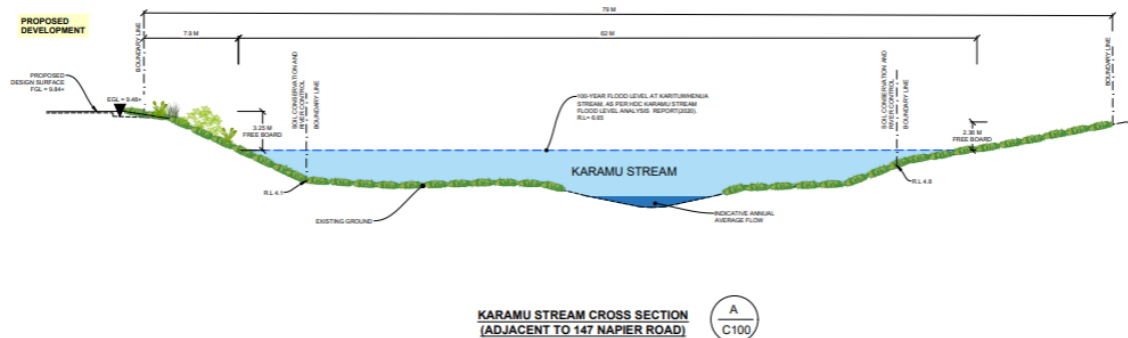 PROPOSED
DEVELOPMENT
79 M
7.9 M
62 M
BOUNDARY LINE
BOUNDARY LINE
PROPOSED
DESIGN SURFACE
FGL = 9.84+
EGL = 9.48+
SOIL CONSERVATION AND
RIVER CONTROL
BOUNDARY LINE
3.25 M
FREE BOARD
100-YEAR FLOOD LEVEL AT KARITUWHENUA
STREAM, AS PER HDC KARAMU STREAM
FLOOD LEVEL ANALYSIS REPORT(2020).
R.L= 6.63
SOIL CONSERVATION AND
RIVER CONTROL
BOUNDARY LINE
2.36 M
FREE BOARD
KARAMU STREAM
R.L 4.1
R.L 4.8
EXISTING GROUND
INDICATIVE ANNUAL
AVERAGE FLOW
KARAMU STREAM CROSS SECTION
(ADJACENT TO 147 NAPIER ROAD)
A
C100